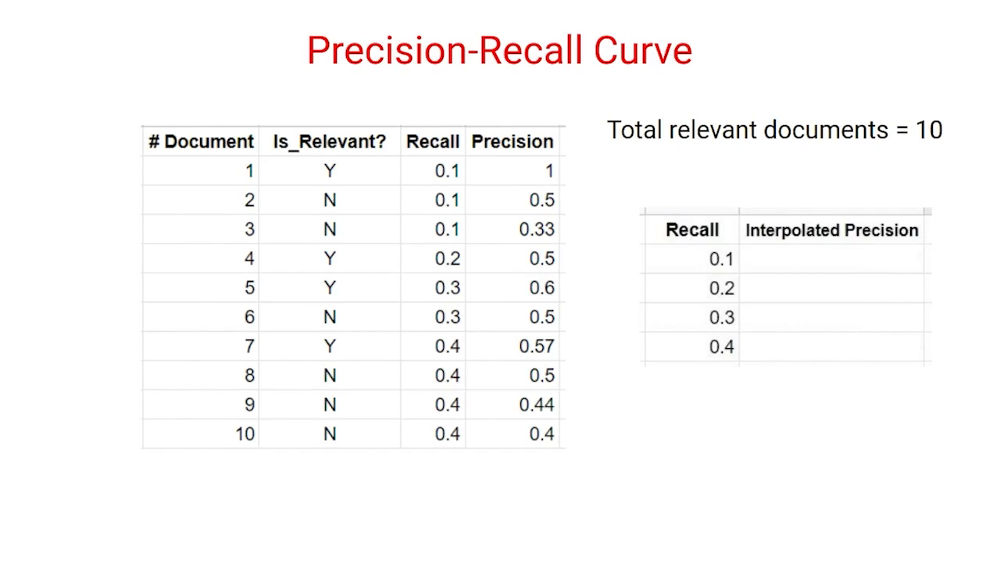 Precision-Recall Curve
Total relevant documents = 10
# Document Is_Relevant? Recall Precision
1 Y 0.1 1
2 N 0.1 0.5
3 N 0.1 0.33
4 Y 0.2 0.5
5 Y 0.3 0.6
6 N 0.3 0.5
7 Y 0.4 0.57
8 N 0.4 0.5
9 N 0.4 0.44
10 N 0.4 0.4
Recall Interpolated Precision
0.1
0.2
0.3
0.4